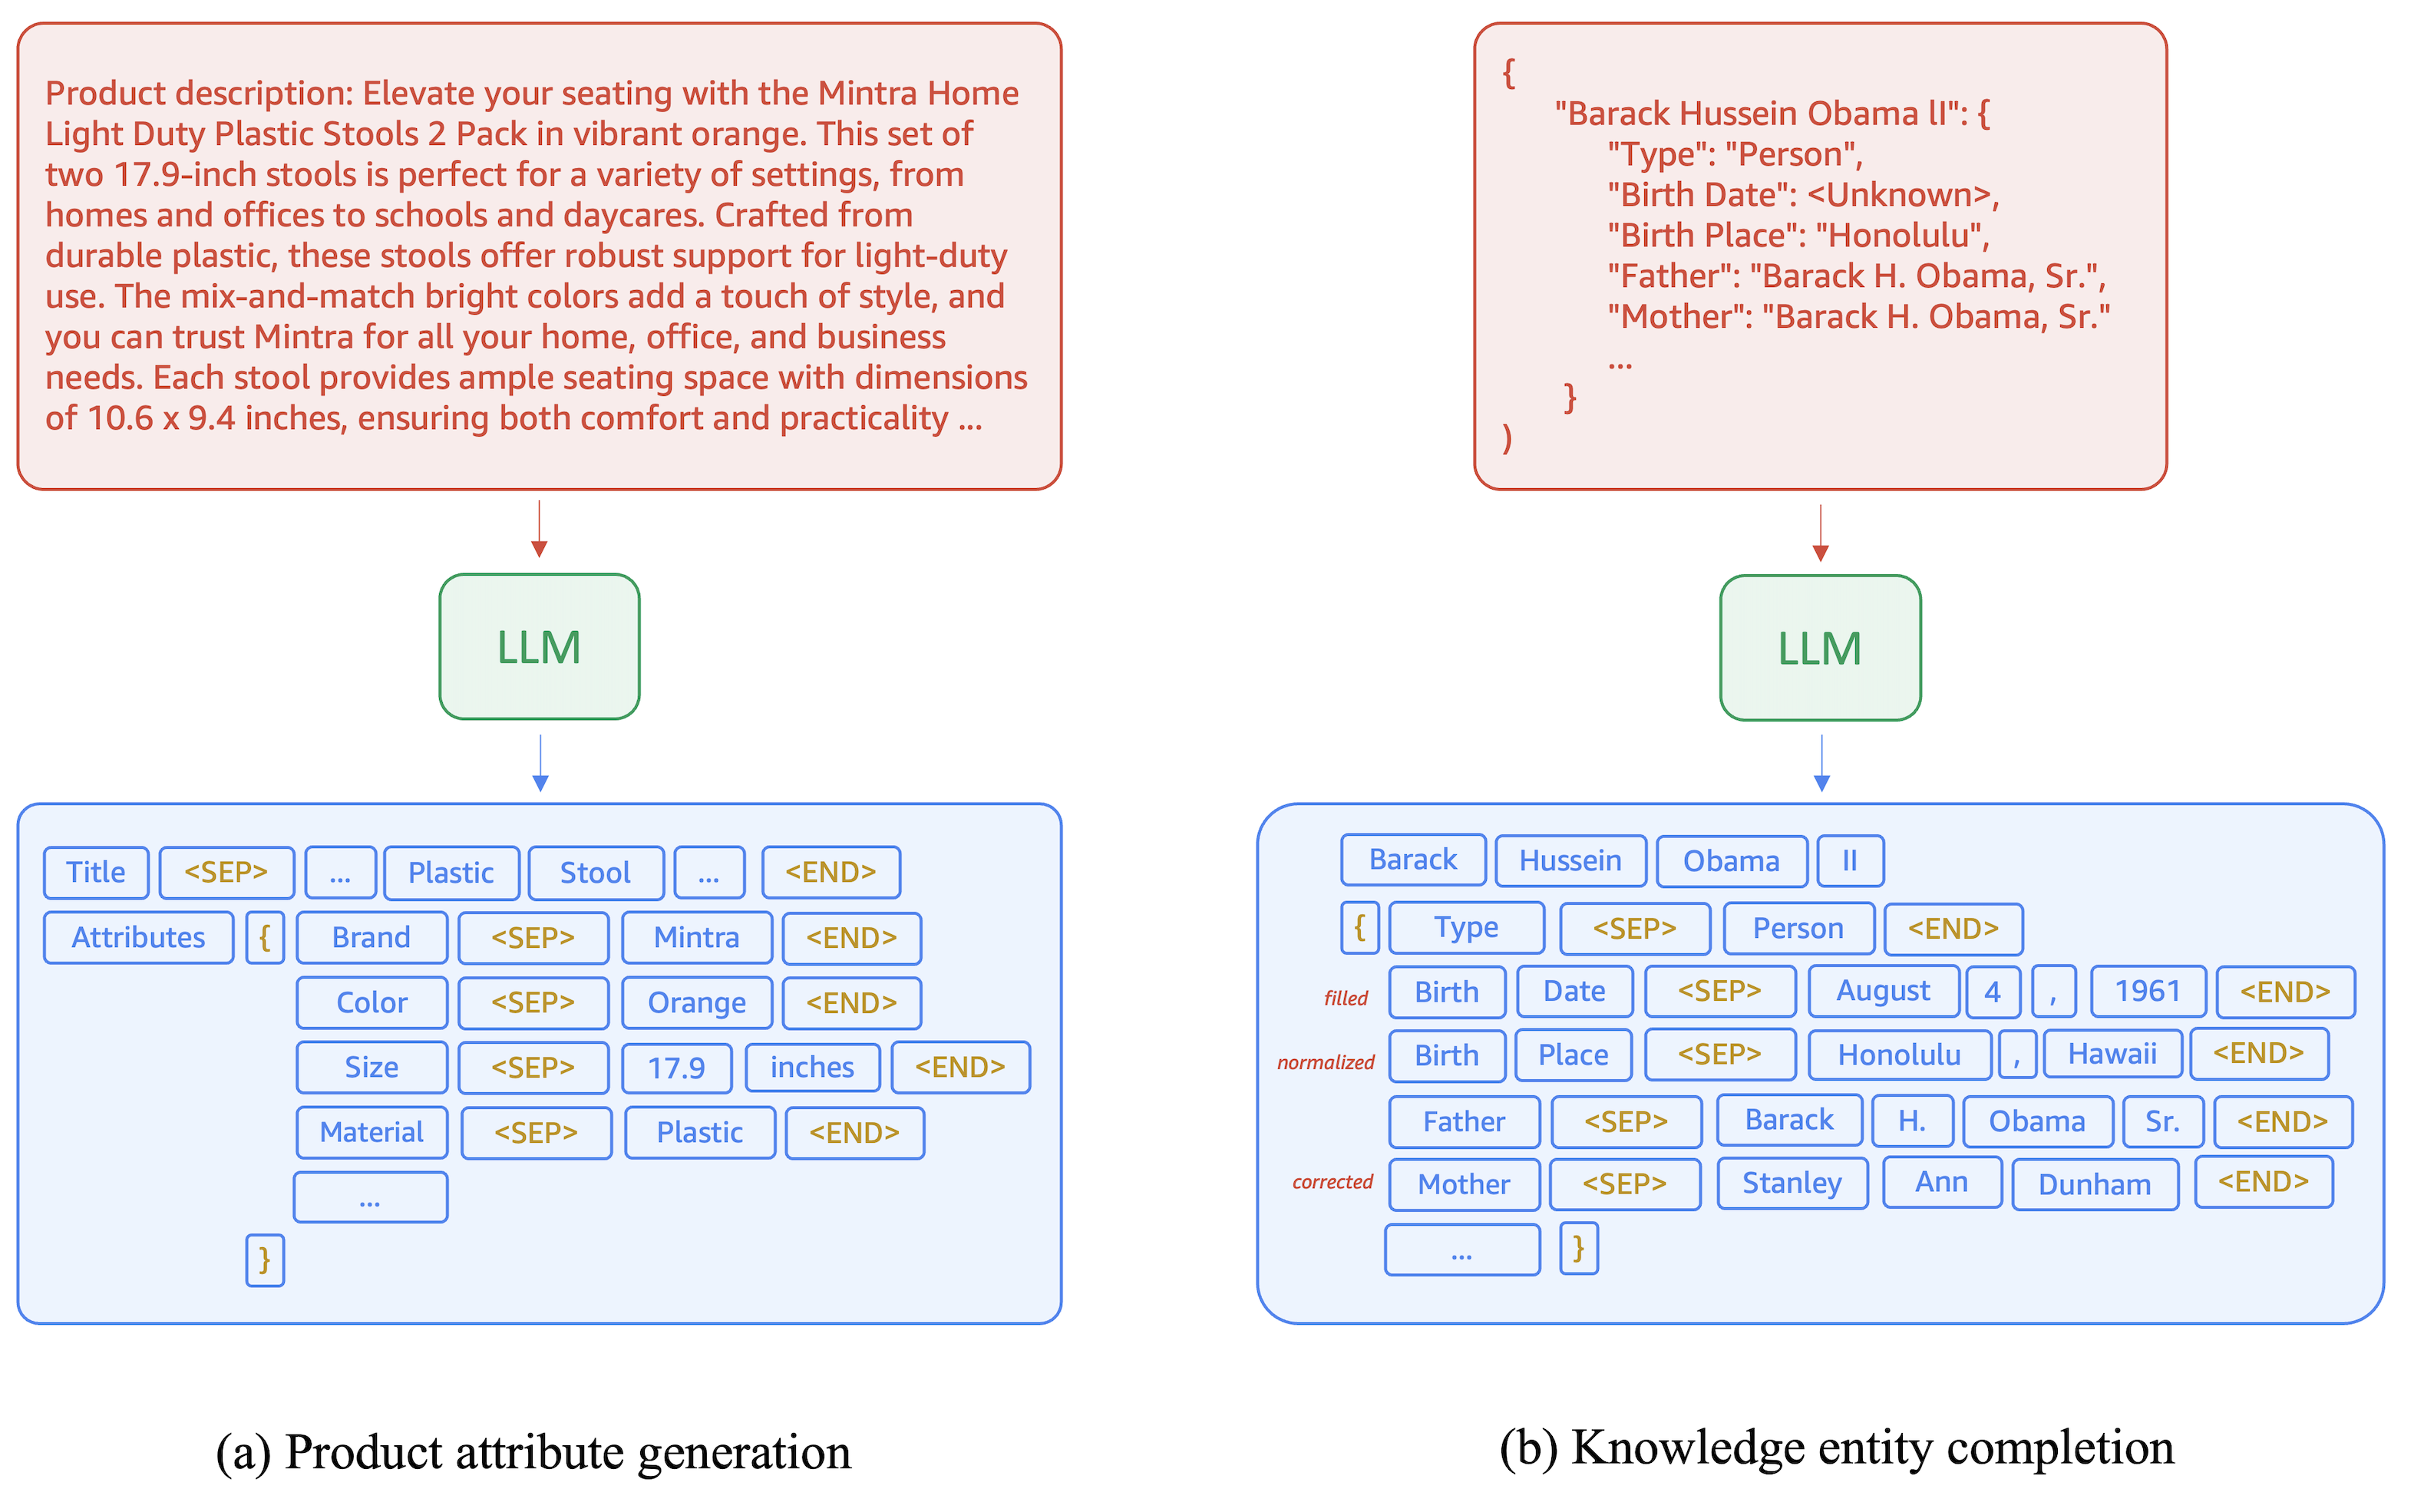 Product description: Elevate your seating with the Mintra Home
Light Duty Plastic Stools 2 Pack in vibrant orange. This set of
two 17.9-inch stools is perfect for a variety of settings, from
homes and offices to schools and daycares. Crafted from
durable plastic, these stools offer robust support for light-duty
use. The mix-and-match bright colors add a touch of style, and
you can trust Mintra for all your home, office, and business
needs. Each stool provides ample seating space with dimensions
of 10.6 x 9.4 inches, ensuring both comfort and practicality ...
LLM
Title <SEP> ... Plastic Stool ... <END>
Attributes { Brand <SEP> Mintra <END>
Color <SEP> Orange <END>
Size <SEP> 17.9 inches <END>
Material <SEP> Plastic <END>
...
}
(a) Product attribute generation
{
"Barack Hussein Obama lI": {
"Type": "Person",
"Birth Date": <Unknown>,
"Birth Place": "Honolulu",
"Father": "Barack H. Obama, Sr.",
"Mother": "Barack H. Obama, Sr."
...
}
)
LLM
Barack Hussein Obama II
{ Type <SEP> Person <END>
filled Birth Date <SEP> August 4 , 1961 <END>
normalized Birth Place <SEP> Honolulu , Hawaii <END>
Father <SEP> Barack H. Obama Sr. <END>
corrected Mother <SEP> Stanley Ann Dunham <END>
... }
(b) Knowledge entity completion